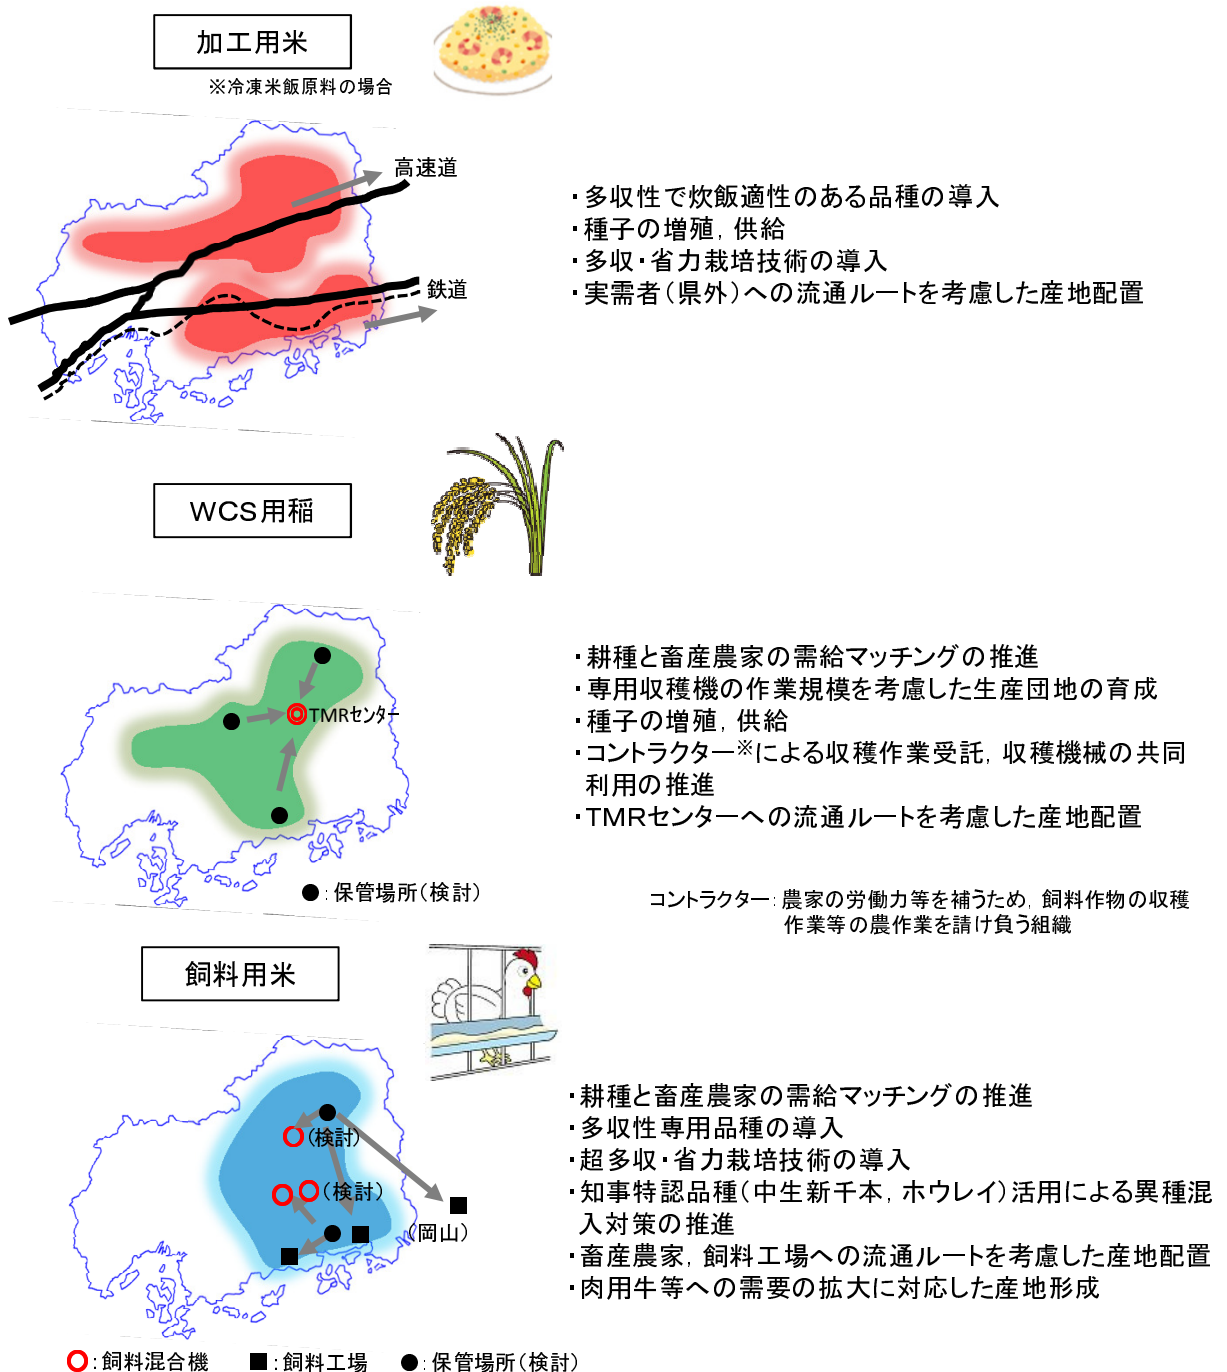 加工用米
※冷凍米飯原料の場合
高速道
鉄道
・多収性で炊飯適性のある品種の導入
・種子の増殖，供給
・多収・省力栽培技術の導入
・実需者（県外）への流通ルートを考慮した産地配置
WCS用稲
TMRセンター
●：保管場所（検討）
・耕種と畜産農家の需給マッチングの推進
・専用収穫機の作業規模を考慮した生産団地の育成
・種子の増殖，供給
・コントラクター※による収穫作業受託，収穫機械の共同
利用の推進
・TMRセンターへの流通ルートを考慮した産地配置
コントラクター：農家の労働力等を補うため，飼料作物の収穫
作業等の農作業を請け負う組織
飼料用米
（検討）
（検討）
（岡山）
・耕種と畜産農家の需給マッチングの推進
・多収性専用品種の導入
・超多収・省力栽培技術の導入
・知事特認品種（中生新千本，ホウレイ）活用による異種混
入対策の推進
・畜産農家，飼料工場への流通ルートを考慮した産地配置
・肉用牛等への需要の拡大に対応した産地形成
○：飼料混合機　■：飼料工場　●：保管場所（検討）